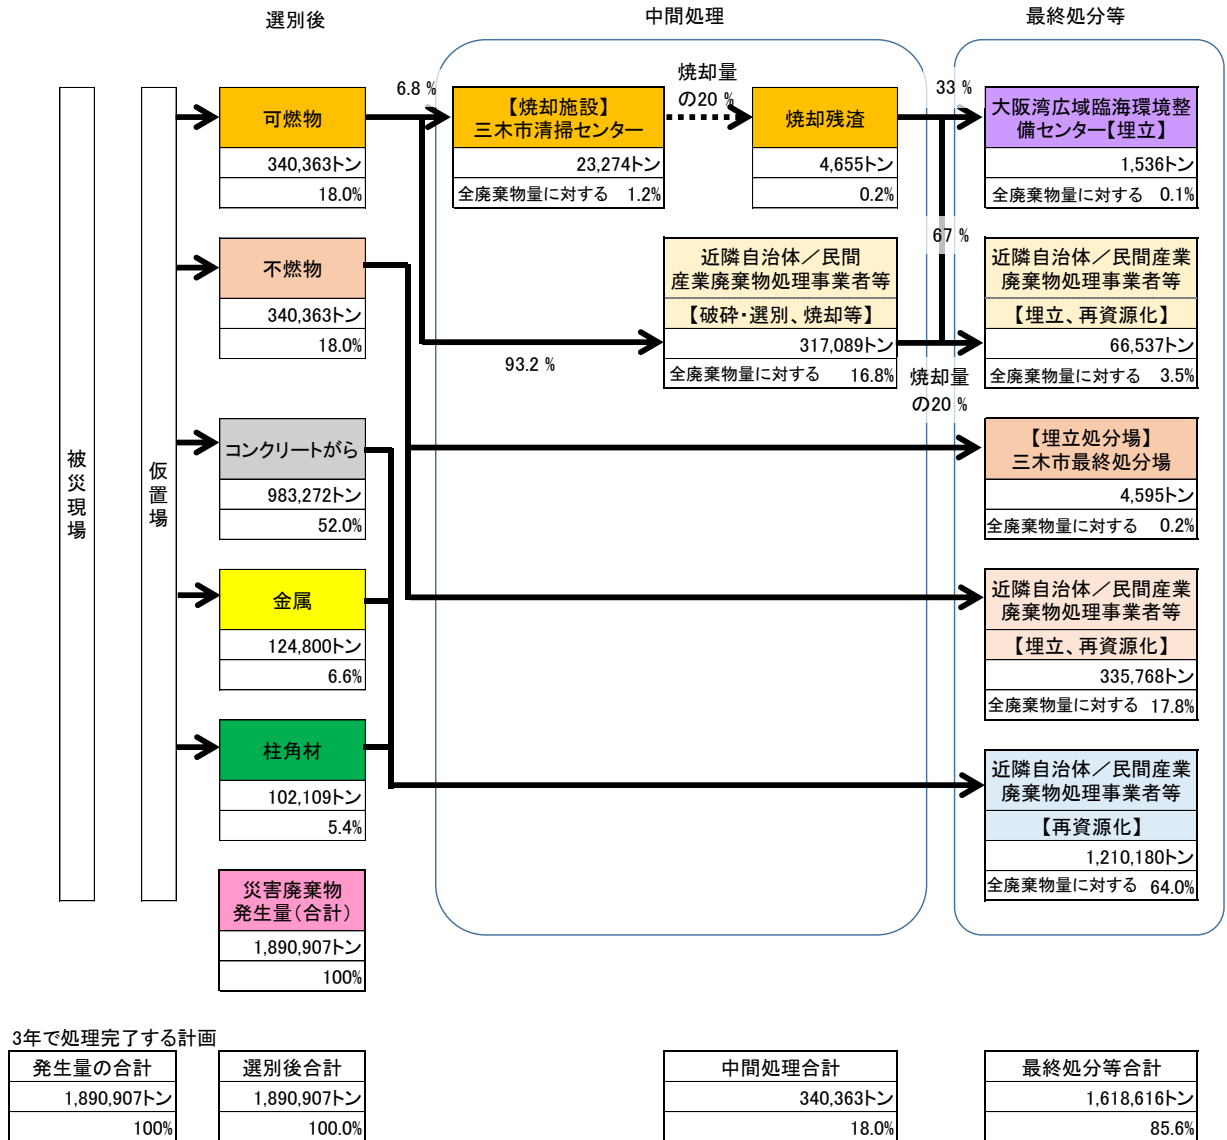 選別後
中間処理
最終処分等
被災現場
仮置場
可燃物
340,363トン
18.0%
6.8 %
【焼却施設】
三木市清掃センター
23,274トン
全廃棄物量に対する 1.2%
焼却量
の20 %
焼却残渣
4,655トン
0.2%
33 %
大阪湾広域臨海環境整
備センター【埋立】
1,536トン
全廃棄物量に対する 0.1%
67 %
不燃物
340,363トン
18.0%
93.2 %
近隣自治体／民間
産業廃棄物処理事業者等
【破砕・選別、焼却等】
317,089トン
全廃棄物量に対する 16.8%
焼却量
の20 %
近隣自治体／民間産業
廃棄物処理事業者等
【埋立、再資源化】
66,537トン
全廃棄物量に対する 3.5%
コンクリートがら
983,272トン
52.0%
【埋立処分場】
三木市最終処分場
4,595トン
全廃棄物量に対する 0.2%
金属
124,800トン
6.6%
近隣自治体／民間産業
廃棄物処理事業者等
【埋立、再資源化】
335,768トン
全廃棄物量に対する 17.8%
柱角材
102,109トン
5.4%
近隣自治体／民間産業
廃棄物処理事業者等
【再資源化】
1,210,180トン
全廃棄物量に対する 64.0%
災害廃棄物
発生量（合計）
1,890,907トン
100%
3年で処理完了する計画
発生量の合計
1,890,907トン
100%
選別後合計
1,890,907トン
100.0%
中間処理合計
340,363トン
18.0%
最終処分等合計
1,618,616トン
85.6%